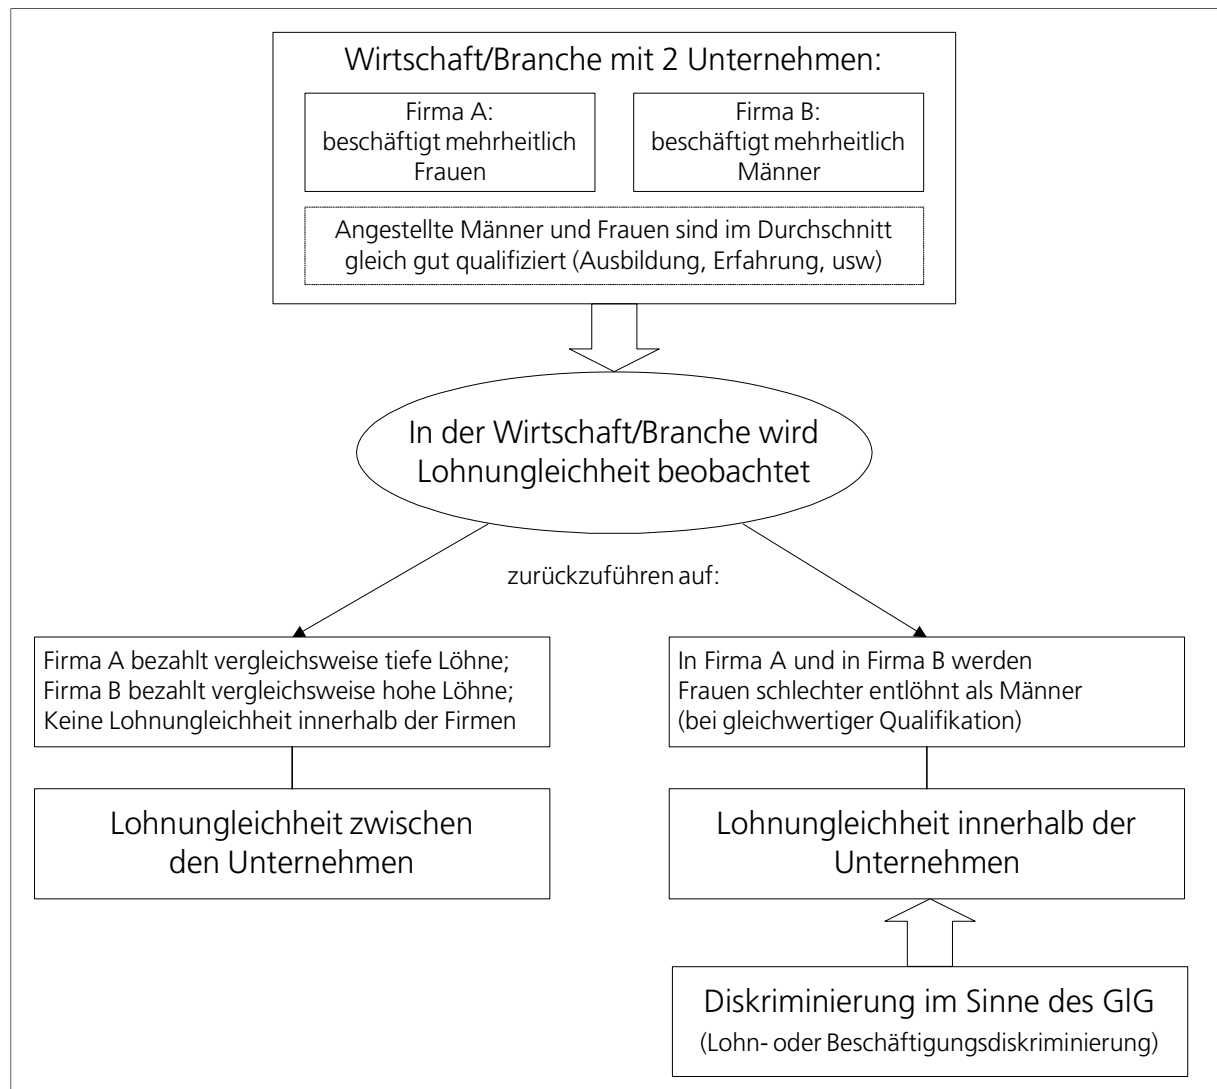 Wirtschaft/Branche mit 2 Unternehmen:
Firma A:
beschäftigt mehrheitlich
Frauen
Firma B:
beschäftigt mehrheitlich
Männer
Angestellte Männer und Frauen sind im Durchschnitt
gleich gut qualifiziert (Ausbildung, Erfahrung, usw)
In der Wirtschaft/Branche wird
Lohnungleichheit beobachtet
zurückzuführen auf:
Firma A bezahlt vergleichsweise tiefe Löhne;
Firma B bezahlt vergleichsweise hohe Löhne;
Keine Lohnungleichheit innerhalb der Firmen
In Firma A und in Firma B werden
Frauen schlechter entlöhnt als Männer
(bei gleichwertiger Qualifikation)
Lohnungleichheit zwischen
den Unternehmen
Lohnungleichheit innerhalb der
Unternehmen
Diskriminierung im Sinne des GlG
(Lohn- oder Beschäftigungsdiskriminierung)